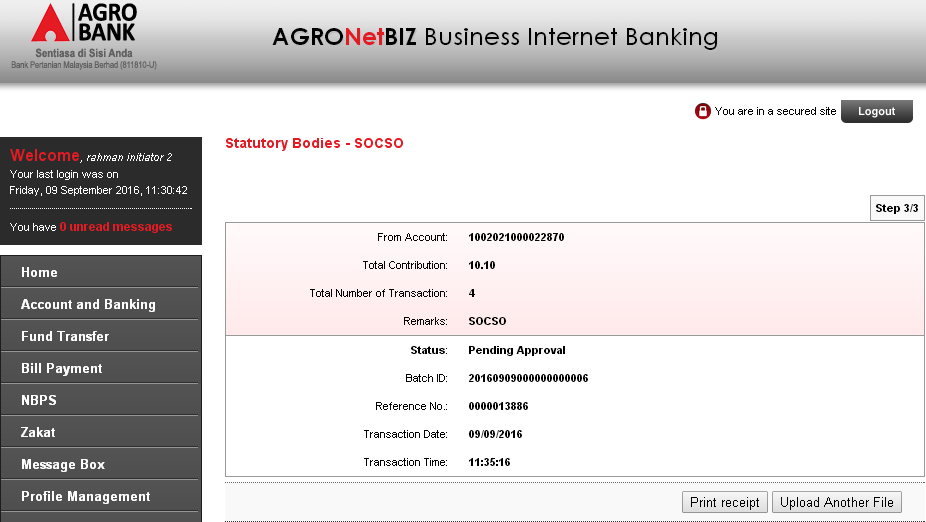 AGRO
BANK
Sentiasa di Sisi Anda
Bank Pertanian Malaysia Berhad (811810-U)
AGRONetBIZ Business Internet Banking
You are in a secured site
Logout
Welcome, rahman initiator 2
Your last login was on
Friday, 09 September 2016, 11:30:42
You have 0 unread messages
Home
Account and Banking
Fund Transfer
Bill Payment
NBPS
Zakat
Message Box
Profile Management
Statutory Bodies - SOCSO
Step 3/3
From Account: 1002021000022870
Total Contribution: 10.10
Total Number of Transaction: 4
Remarks: SOCSO
Status: Pending Approval
Batch ID: 20160909000000000006
Reference No.: 0000013886
Transaction Date: 09/09/2016
Transaction Time: 11:35:16
Print receipt
Upload Another File